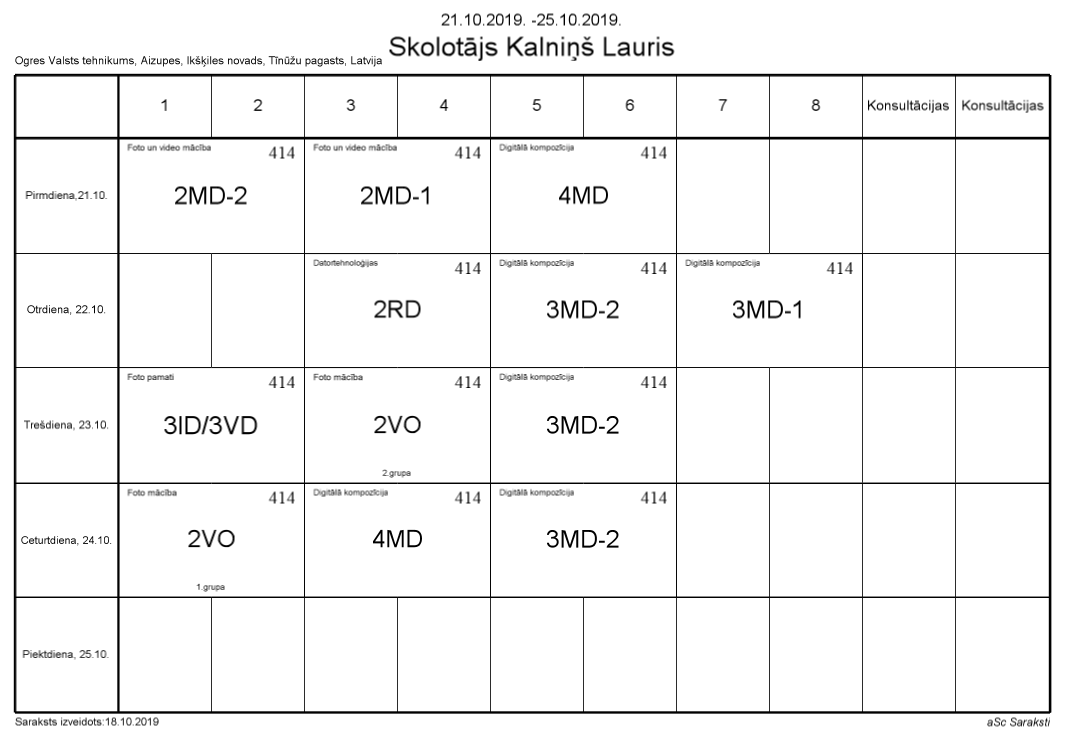 21.10.2019. -25.10.2019.
Skolotājs Kalniņš Lauris
Ogres Valsts tehnikums, Aizupes, Ikšķiles novads, Tīnūžu pagasts, Latvija
1 2 3 4 5 6 7 8 Konsultācijas Konsultācijas
Foto un video mācība 414 Foto un video mācība 414 Digitālā kompozīcija 414
Pirmdiena,21.10. 2MD-2 2MD-1 4MD
Datortehnoloģijas 414 Digitālā kompozīcija 414 Digitālā kompozīcija 414
Otrdiena, 22.10. 2RD 3MD-2 3MD-1
Foto pamati 414 Foto mācība 414 Digitālā kompozīcija 414
Trešdiena, 23.10. 3ID/3VD 2VO 3MD-2
2.grupa
Foto mācība 414 Digitālā kompozīcija 414 Digitālā kompozīcija 414
Ceturtdiena, 24.10. 2VO 4MD 3MD-2
1.grupa
Piektdiena, 25.10.
Saraksts izveidots:18.10.2019 aSc Saraksti